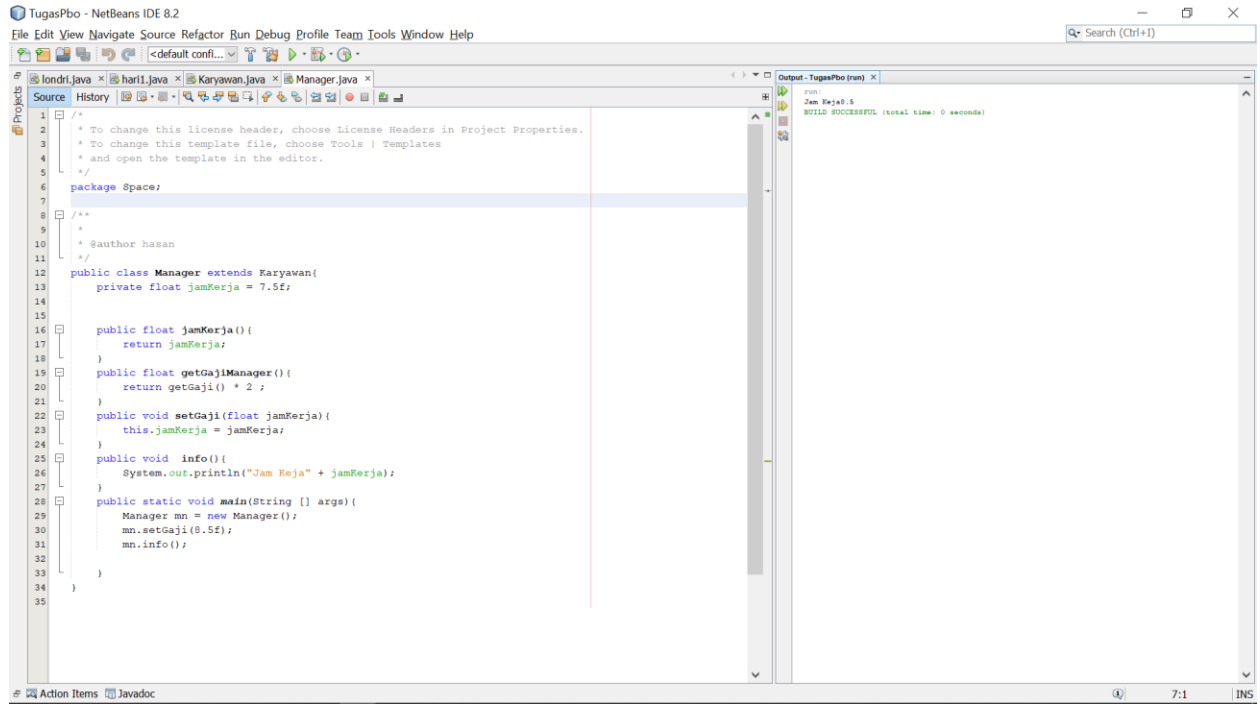 TugasPbo - NetBeans IDE 8.2
File Edit View Navigate Source Refactor Run Debug Profile Team Tools Window Help
Search (Ctrl+I)
<default confi...
londri.java × hari1.java × Karyawan.java × Manager.java ×
Output - TugasPbo (run) ×
Projects
Source History
run:
Jam Keja8.5
BUILD SUCCESSFUL (total time: 0 seconds)
1 /*
2 * To change this license header, choose License Headers in Project Properties.
3 * To change this template file, choose Tools | Templates
4 * and open the template in the editor.
5 */
6 package Space;
7
8 /**
9 *
10 * @author hasan
11 */
12 public class Manager extends Karyawan{
13 private float jamKerja = 7.5f;
14
15
16 public float jamKerja(){
17 return jamKerja;
18 }
19 public float getGajiManager(){
20 return getGaji() * 2 ;
21 }
22 public void setGaji(float jamKerja){
23 this.jamKerja = jamKerja;
24 }
25 public void info(){
26 System.out.println("Jam Keja" + jamKerja);
27 }
28 public static void main(String [] args){
29 Manager mn = new Manager();
30 mn.setGaji(8.5f);
31 mn.info();
32
33 }
34 }
35
Action Items Javadoc
7:1 INS